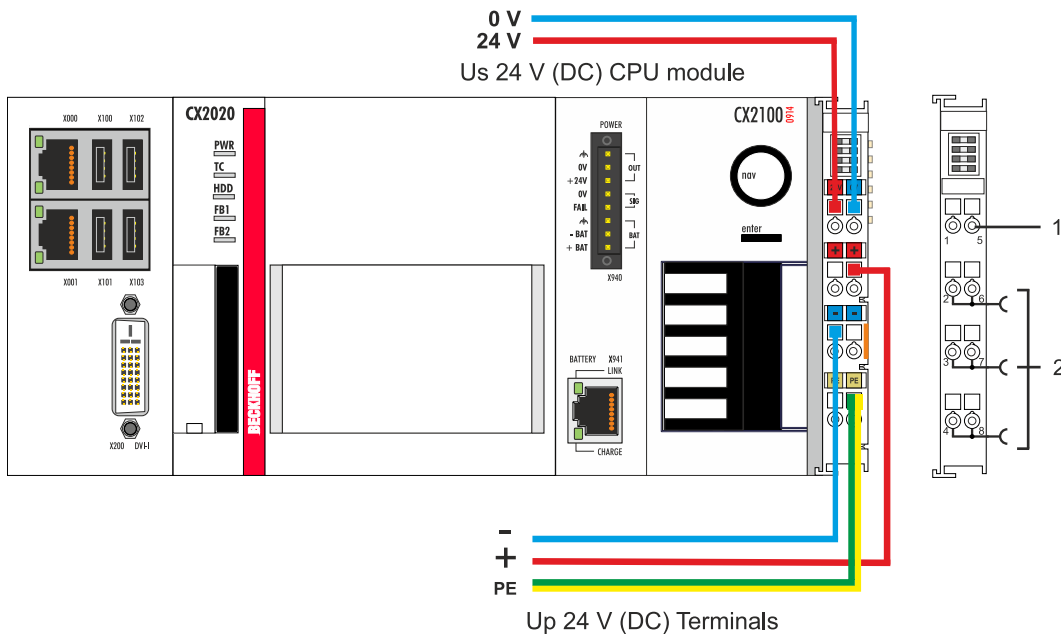 0 V
24 V
Us 24 V (DC) CPU module
X000 X100 X102
X001 X101 X103
X200 DVI-I
CX2020
PWR
TC
HDD
FB1
FB2
BECKHOFF
POWER
0V
+24V
OUT
0V
FAIL
SIG
- BAT
+ BAT
BAT
X940
BATTERY X941
LINK
CHARGE
CX2100
0914
nav
enter
+ +
- -
PE PE
1 5
2 6
3 7
4 8
1
2
-
+
PE
Up 24 V (DC) Terminals